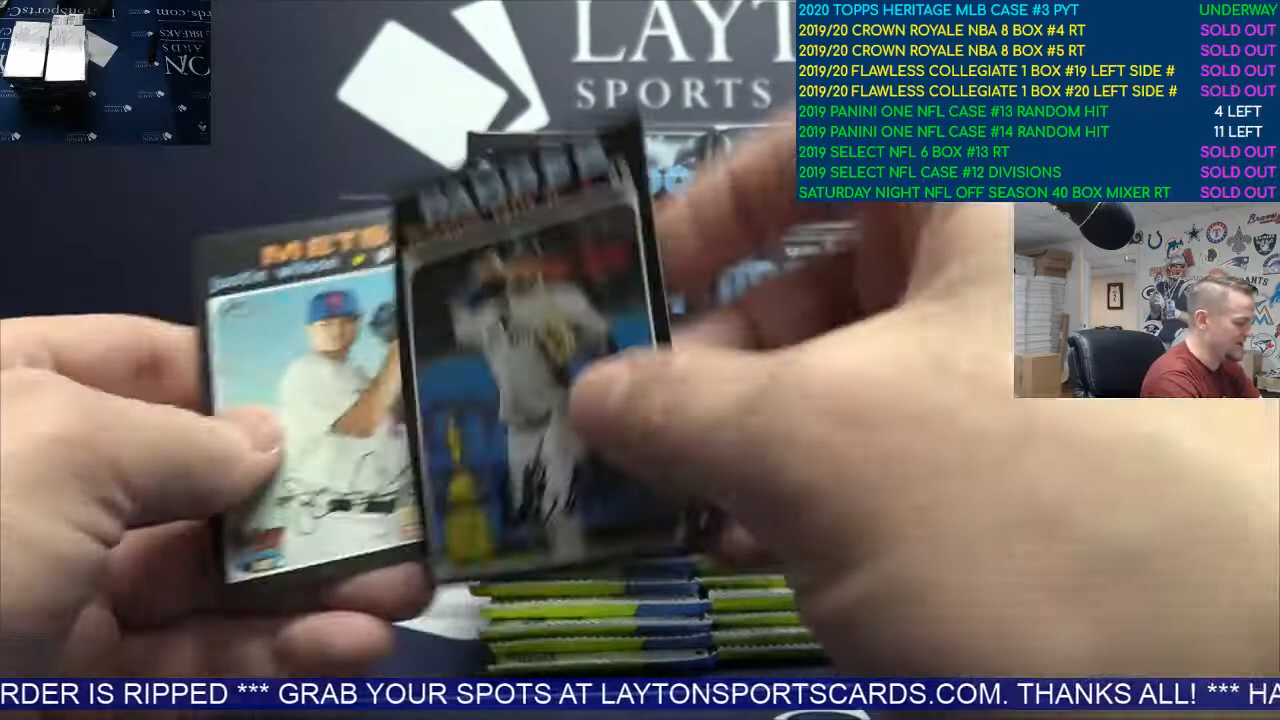 LAYT
SPORTS
2020 TOPPS HERITAGE MLB CASE #3 PYT UNDERWAY
2019/20 CROWN ROYALE NBA 8 BOX #4 RT SOLD OUT
2019/20 CROWN ROYALE NBA 8 BOX #5 RT SOLD OUT
2019/20 FLAWLESS COLLEGIATE 1 BOX #19 LEFT SIDE # SOLD OUT
2019/20 FLAWLESS COLLEGIATE 1 BOX #20 LEFT SIDE # SOLD OUT
2019 PANINI ONE NFL CASE #13 RANDOM HIT 4 LEFT
2019 PANINI ONE NFL CASE #14 RANDOM HIT 11 LEFT
2019 SELECT NFL 6 BOX #13 RT SOLD OUT
2019 SELECT NFL CASE #12 DIVISIONS SOLD OUT
SATURDAY NIGHT NFL OFF SEASON 40 BOX MIXER RT SOLD OUT
METS
RDER IS RIPPED *** GRAB YOUR SPOTS AT LAYTONSPORTSCARDS.COM. THANKS ALL! *** HA